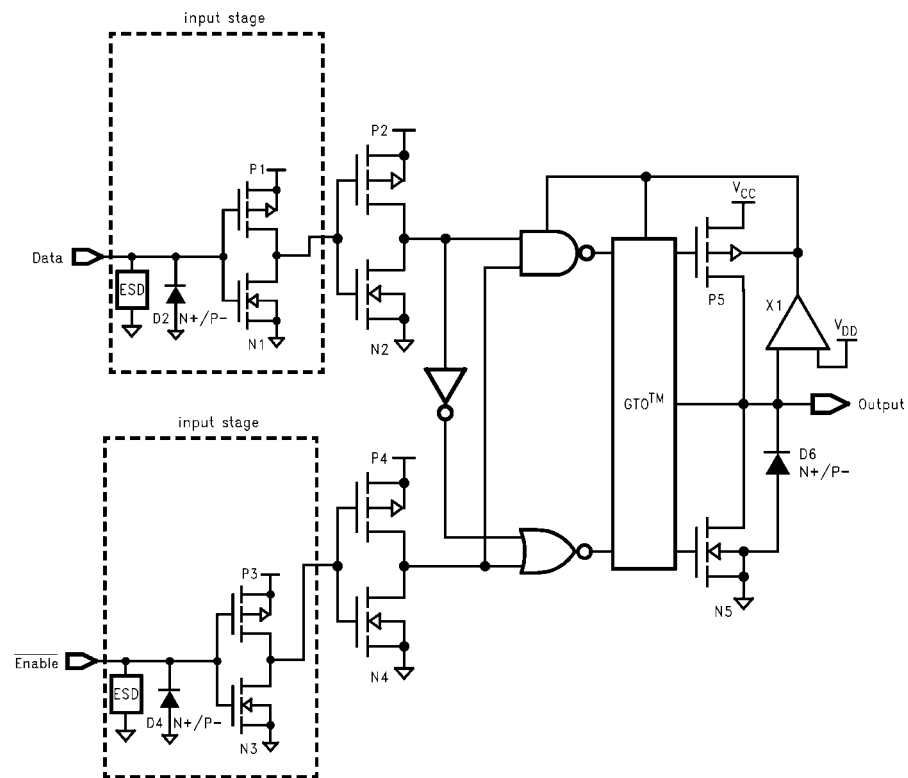 input stage
P2
P1
V_CC
Data
ESD
D2 N+/P-
N1
N2
P5
X1
V_DD
GTO™
Output
input stage
P4
D6
N+/P-
P3
N5
Enable
ESD
D4 N+/P-
N3
N4